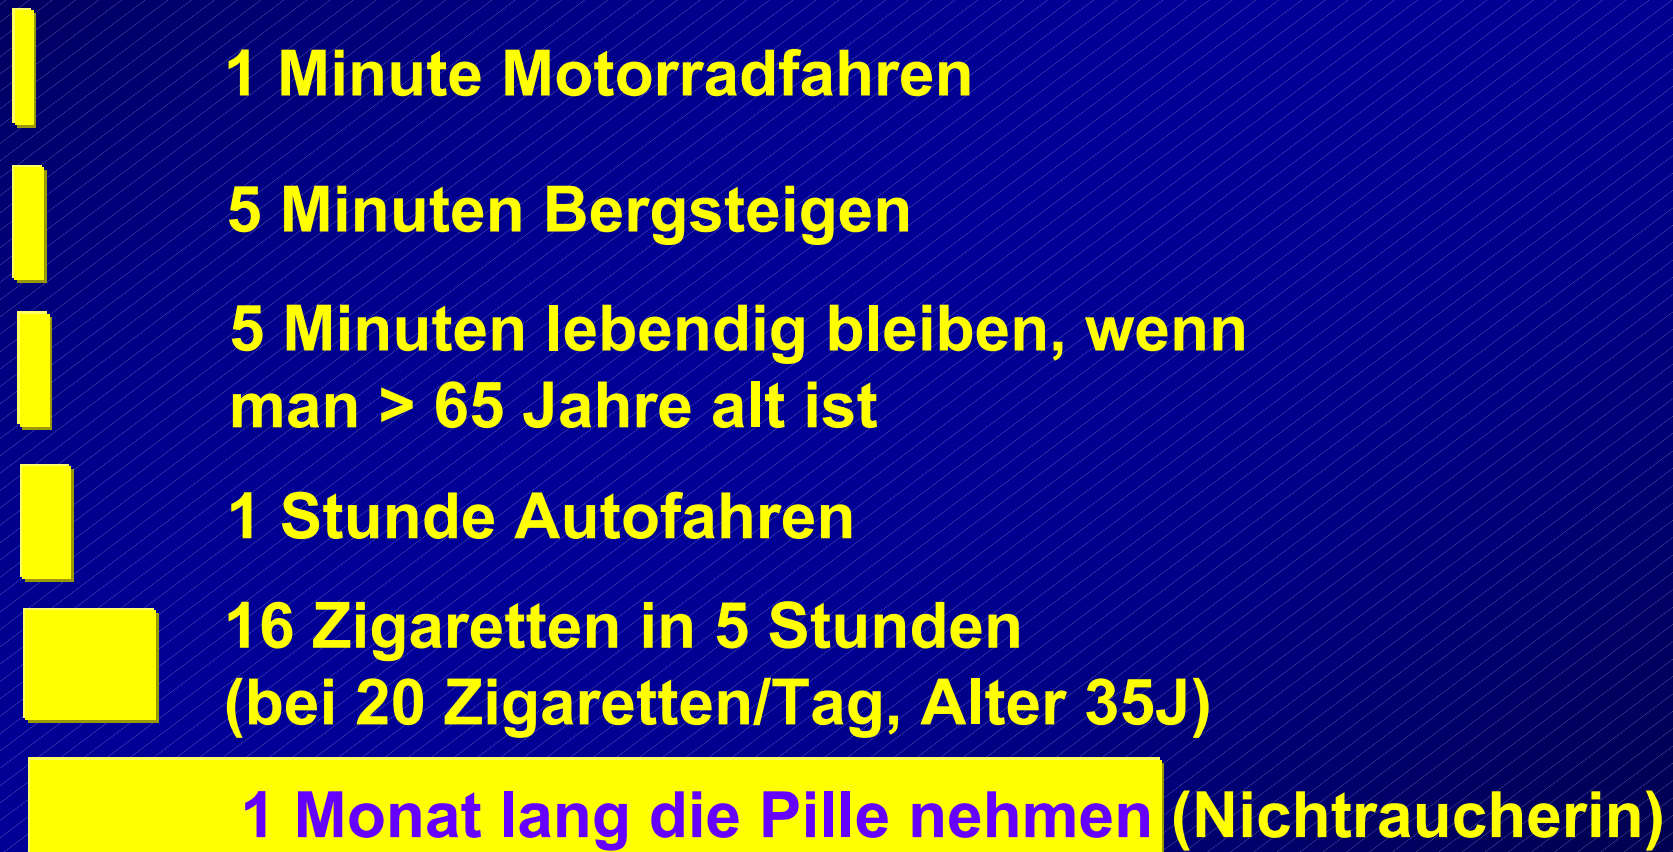 1 Minute Motorradfahren
5 Minuten Bergsteigen
5 Minuten lebendig bleiben, wenn
man > 65 Jahre alt ist
1 Stunde Autofahren
16 Zigaretten in 5 Stunden
(bei 20 Zigaretten/Tag, Alter 35J)
1 Monat lang die Pille nehmen (Nichtraucherin)